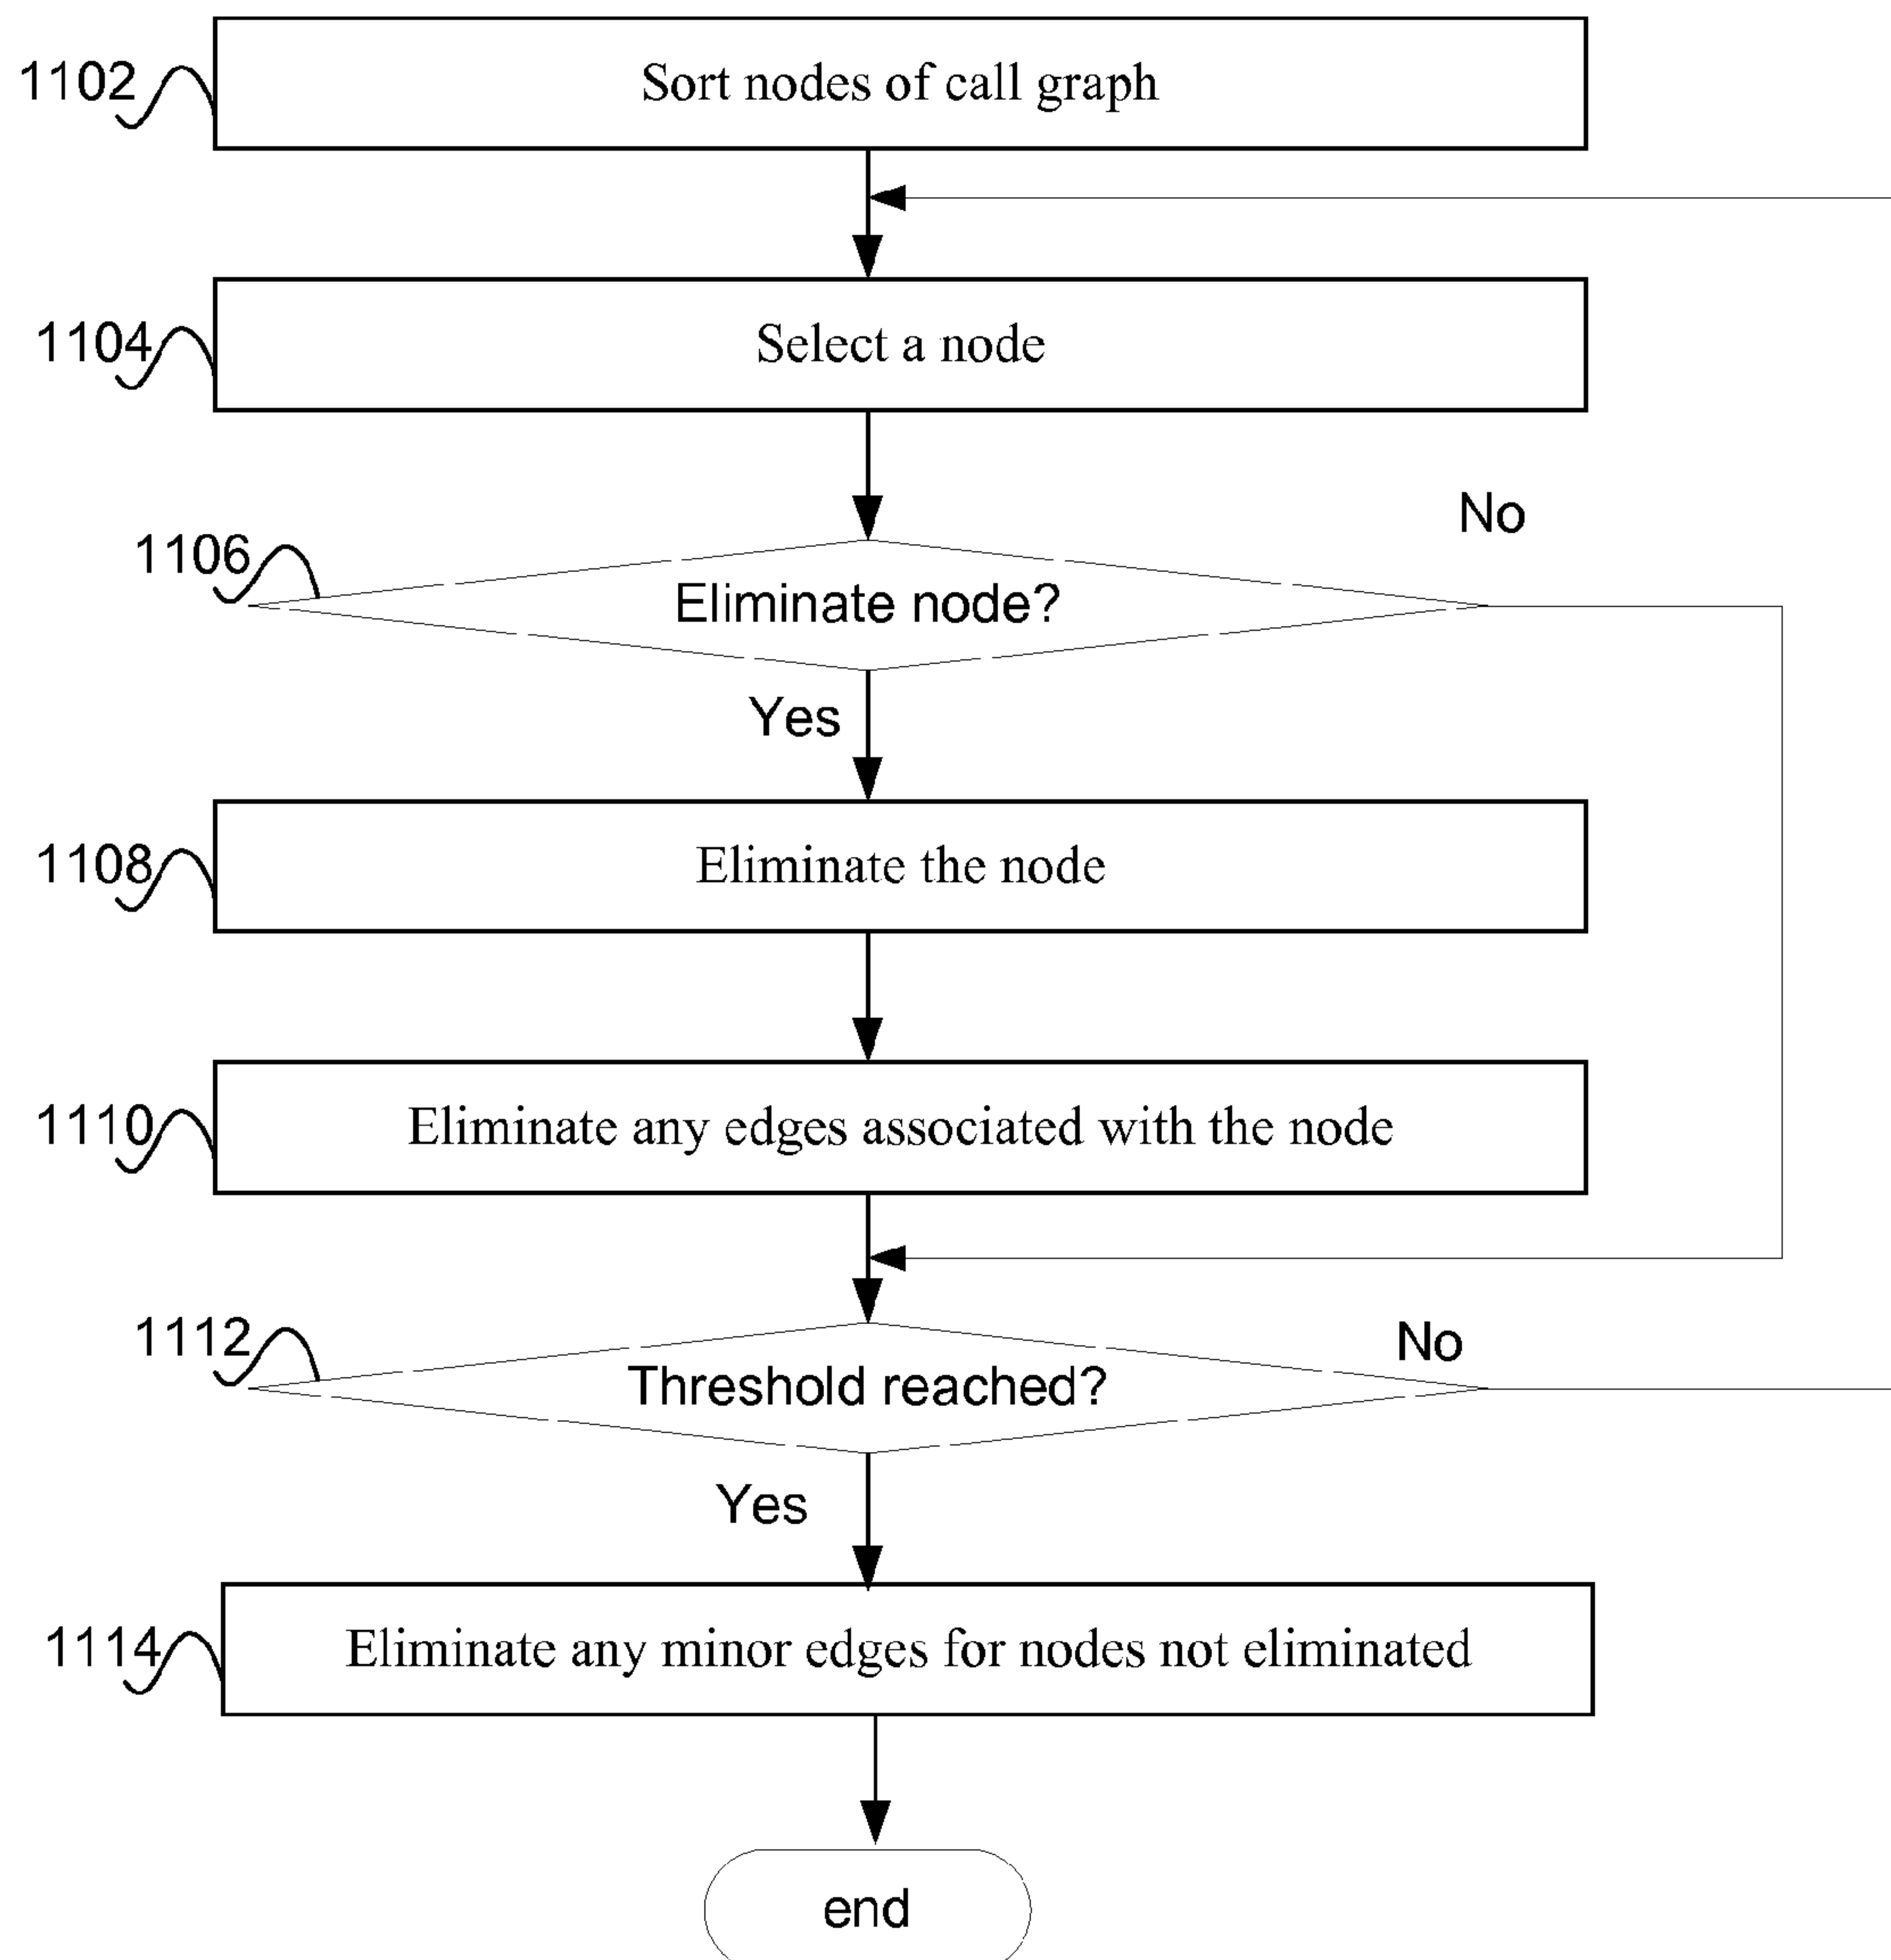 1102
Sort nodes of call graph
1104
Select a node
No
1106
Eliminate node?
Yes
1108
Eliminate the node
1110
Eliminate any edges associated with the node
1112
Threshold reached?
No
Yes
1114
Eliminate any minor edges for nodes not eliminated
end